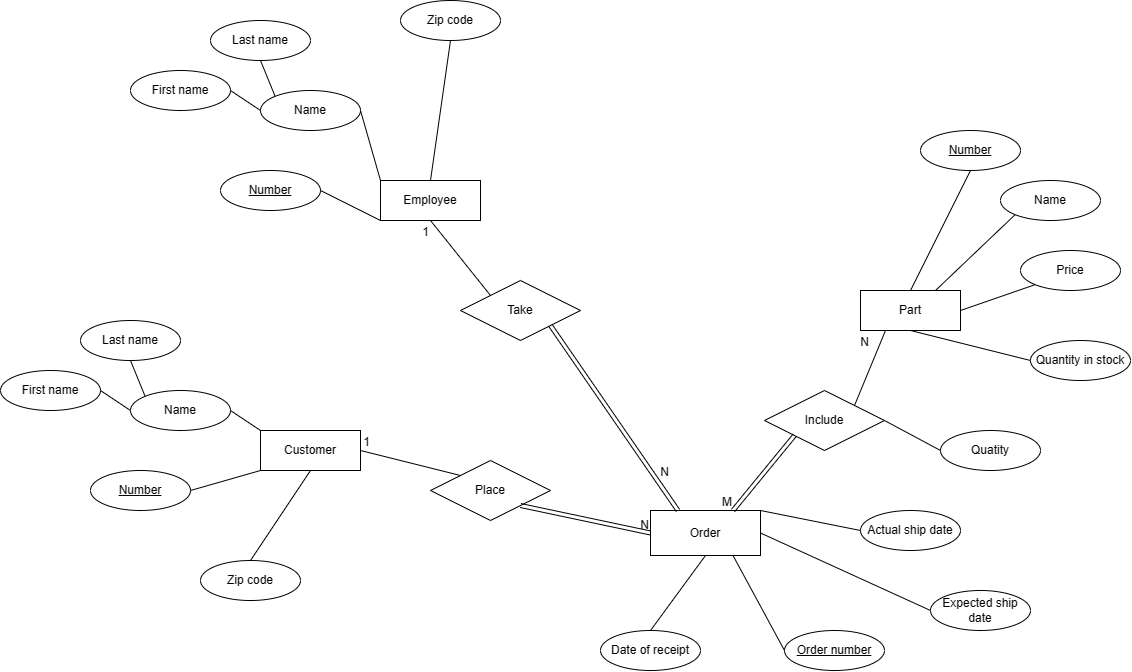 Zip code
Last name
First name
Name
Number
Employee
1
Number
Name
Take
Part
Price
N
Last name
Quantity in stock
First name
Name
Include
Customer
1
Quatity
N
Number
Place
M
N
Order
Actual ship date
Zip code
Expected ship
date
Date of receipt
Order number